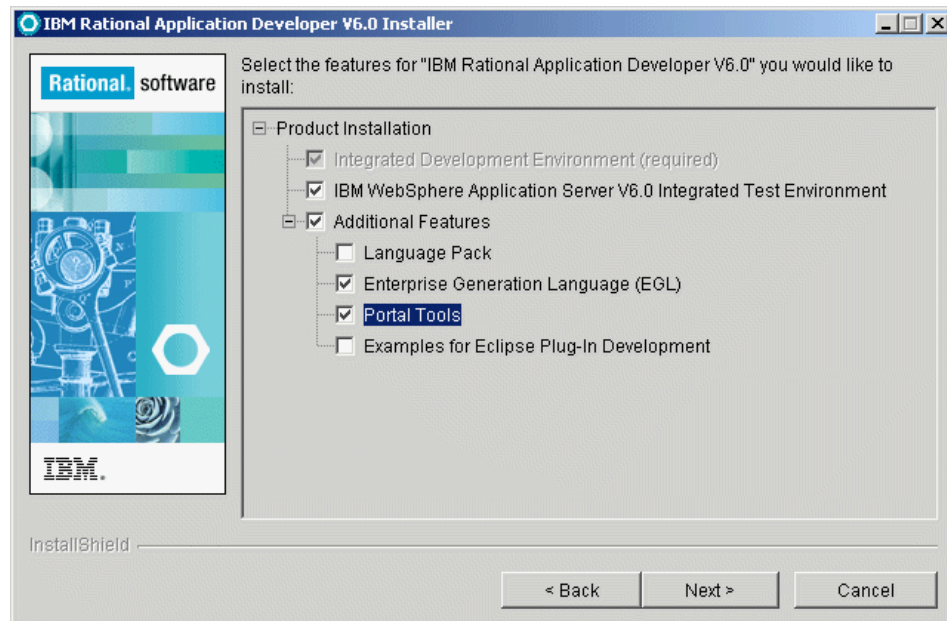 IBM Rational Application Developer V6.0 Installer
Rational. software
Select the features for "IBM Rational Application Developer V6.0" you would like to
install:
Product Installation
Integrated Development Environment (required)
IBM WebSphere Application Server V6.0 Integrated Test Environment
Additional Features
Language Pack
Enterprise Generation Language (EGL)
Portal Tools
Examples for Eclipse Plug-In Development
IBM.
InstallShield
< Back Next > Cancel